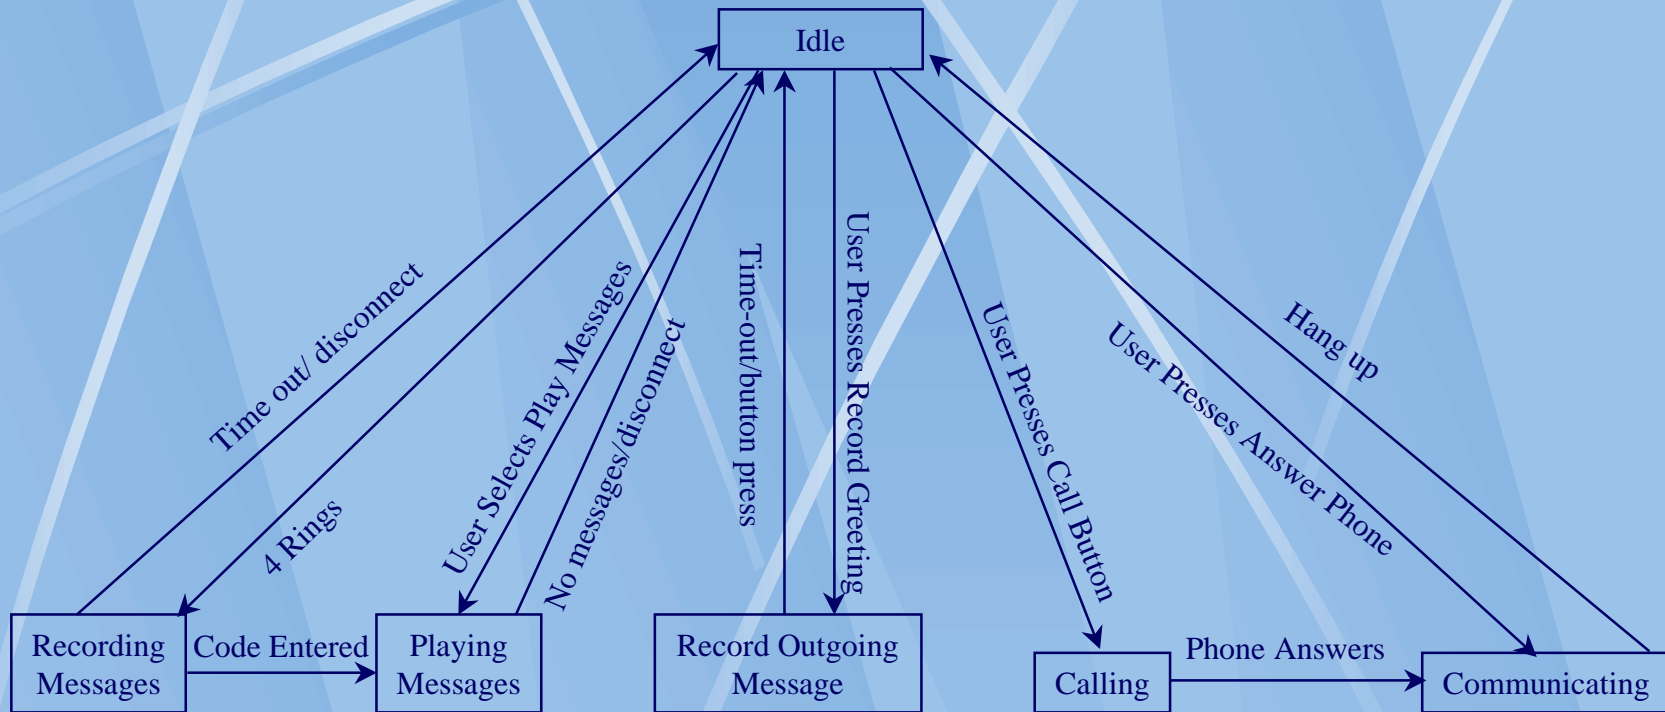 Idle
Time out/ disconnect
4 Rings
User Selects Play Messages
No messages/disconnect
Time-out/button press
User Presses Record Greeting
User Presses Call Button
User Presses Answer Phone
Hang up
Recording
Messages
Code Entered
Playing
Messages
Record Outgoing
Message
Calling
Phone Answers
Communicating